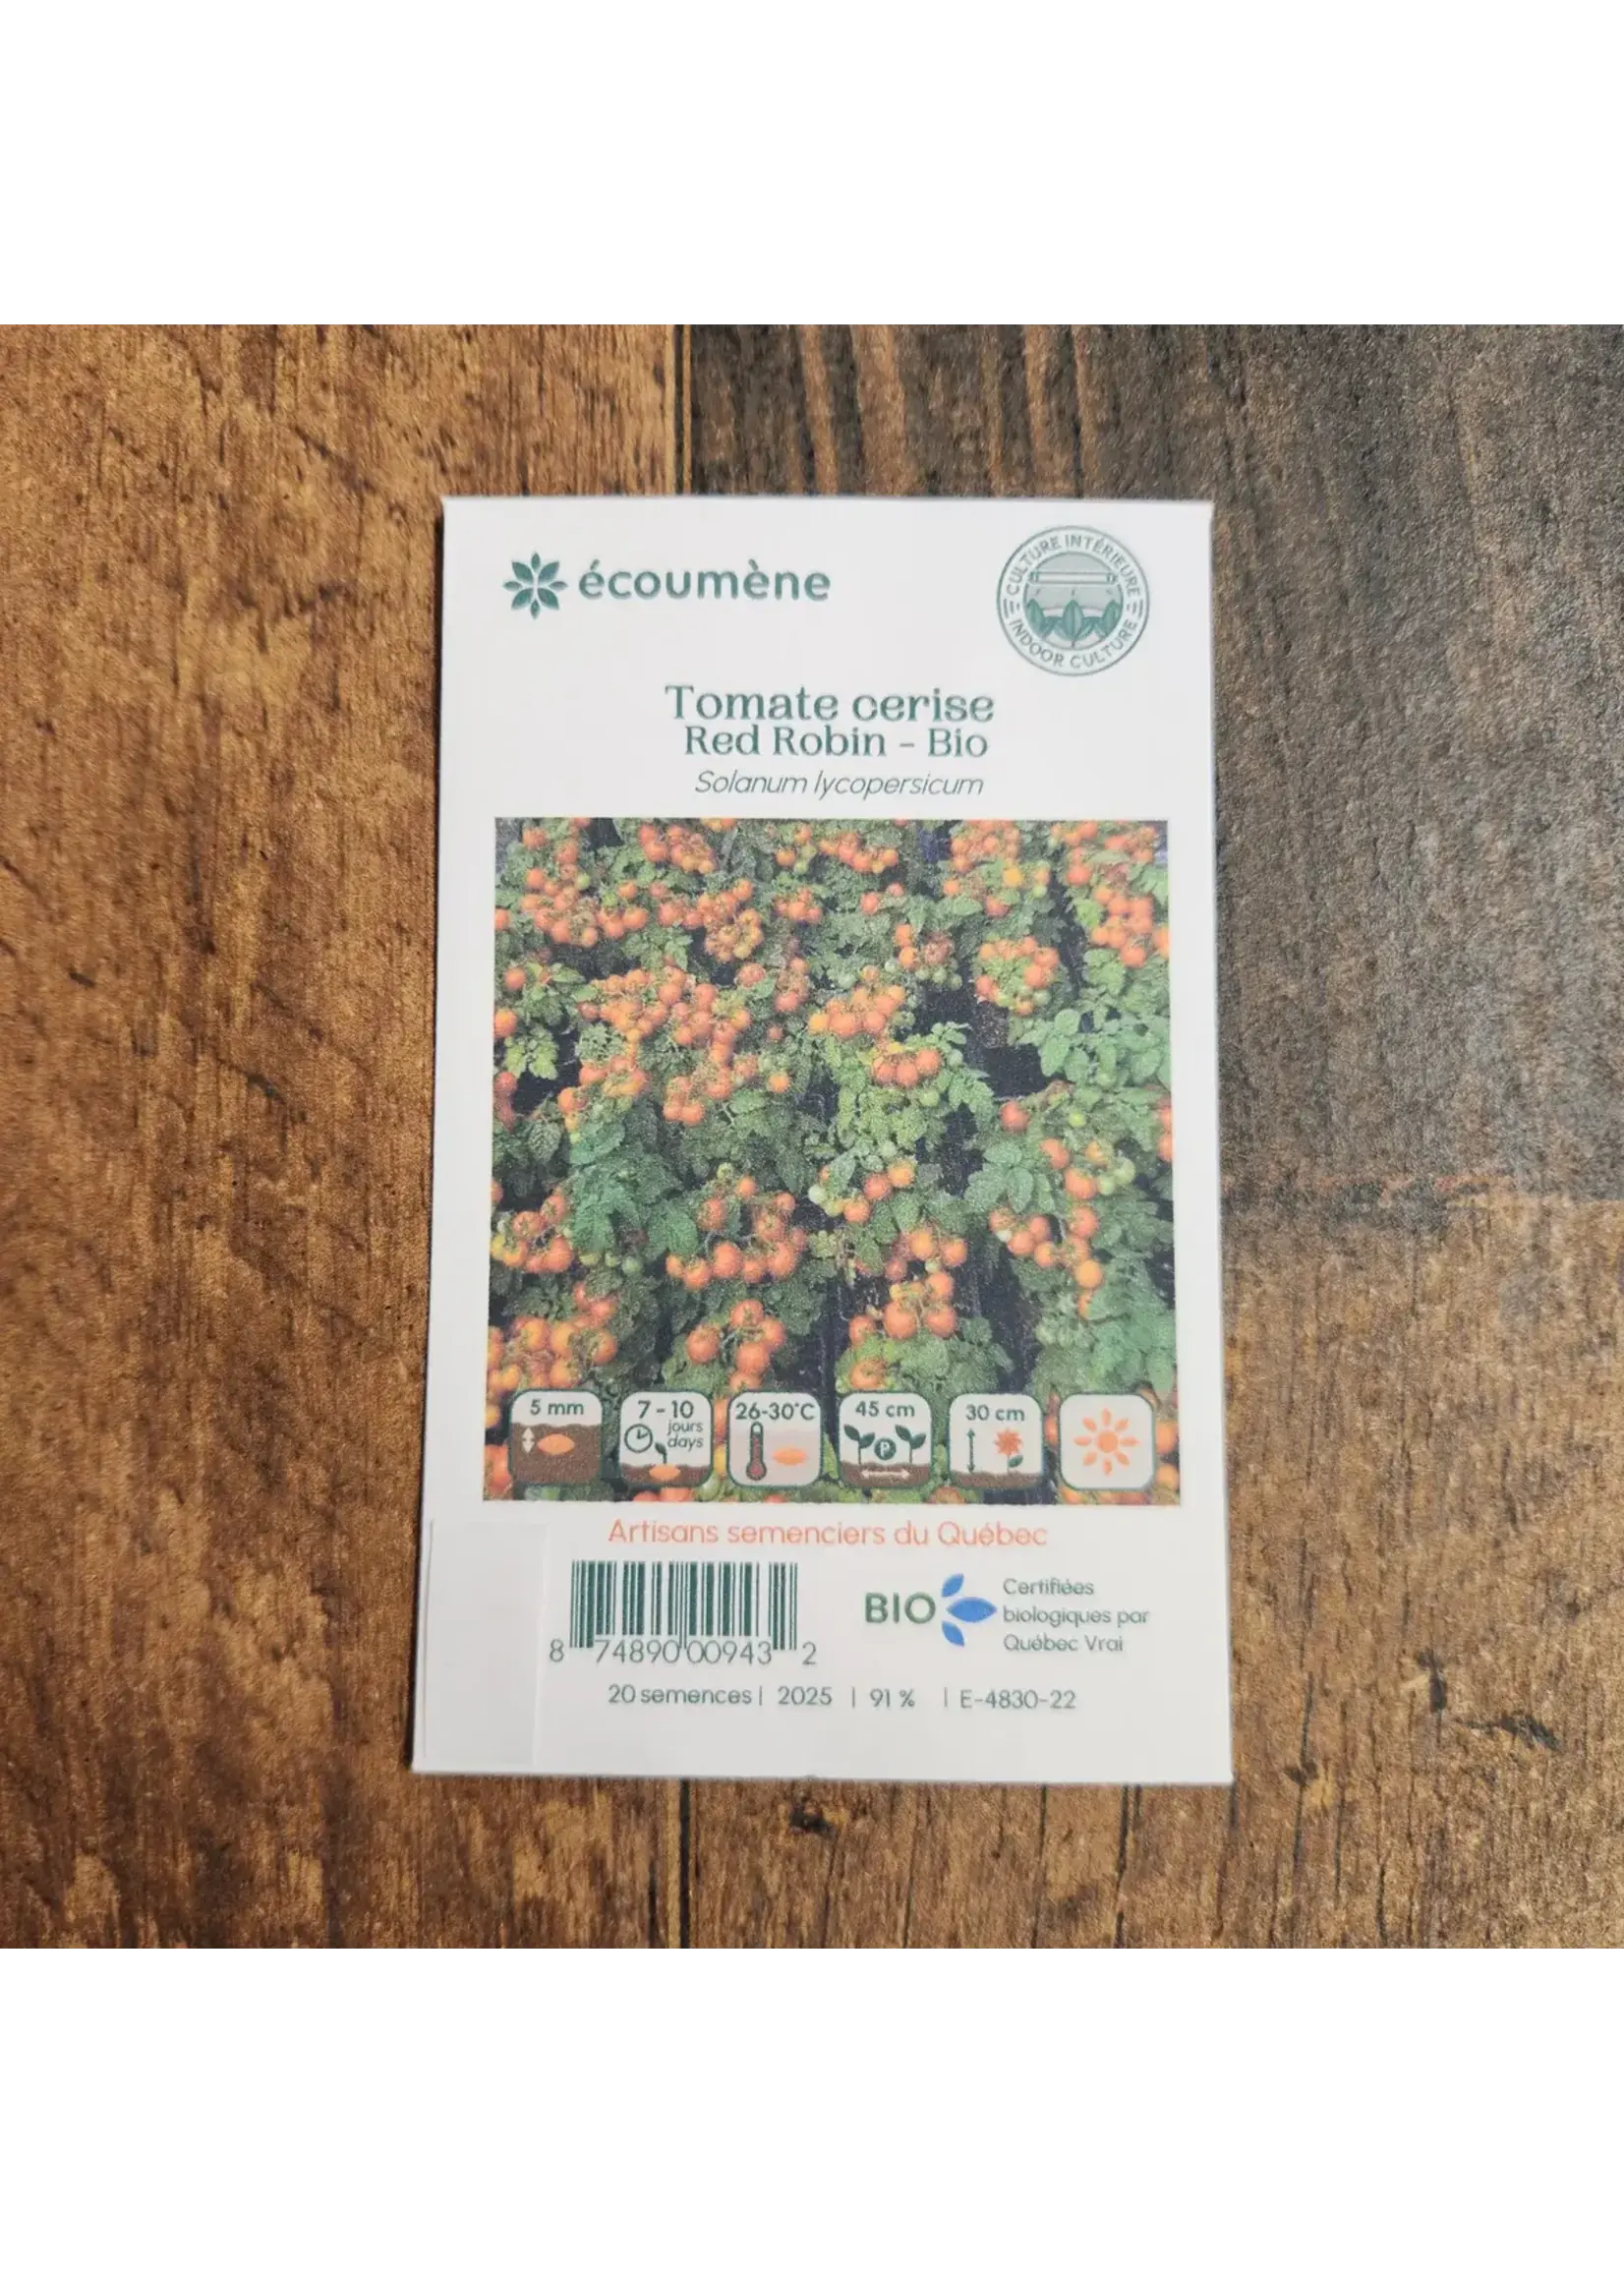 écoumène
CULTURE INTÉRIEURE
INDOOR CULTURE
Tomate cerise
Red Robin - Bio
Solanum lycopersicum
5 mm
7 - 10
jours
days
26-30°C
45 cm
P
30 cm
Artisans semenciers du Québec
8 74890 00943 2
BIO
Certifiées
biologiques par
Québec Vrai
20 semences | 2025 | 91 % | E-4830-22